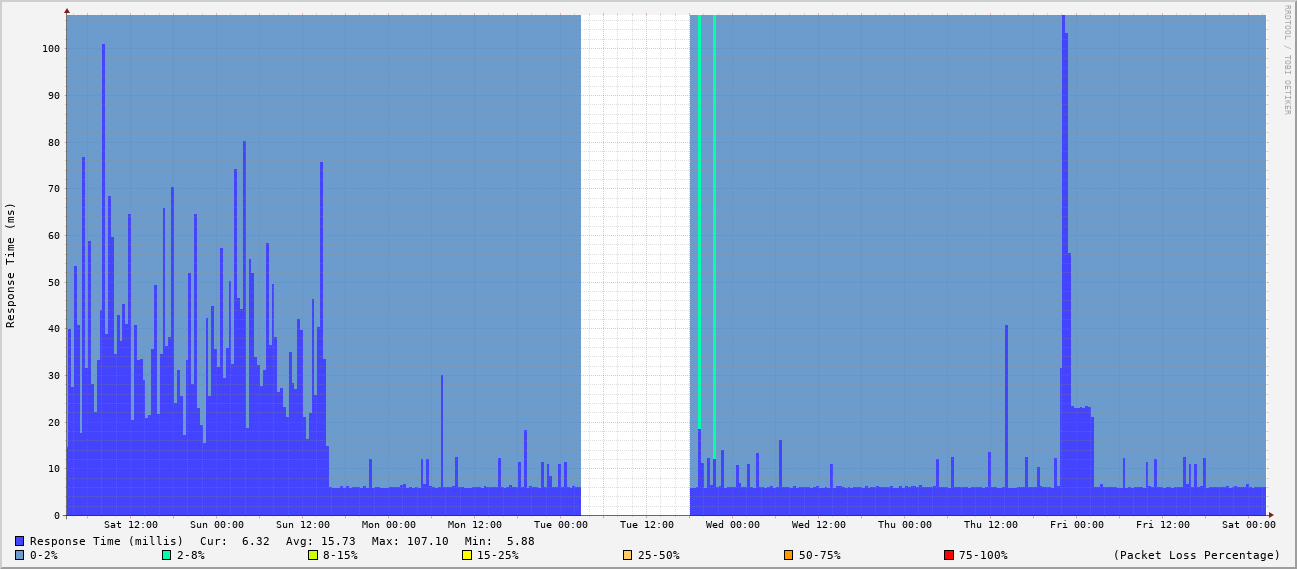 RRDTOOL / TOBI OETIKER
Response Time (ms)
100
90
80
70
60
50
40
30
20
10
0
Sat 12:00 Sun 00:00 Sun 12:00 Mon 00:00 Mon 12:00 Tue 00:00 Tue 12:00 Wed 00:00 Wed 12:00 Thu 00:00 Thu 12:00 Fri 00:00 Fri 12:00 Sat 00:00
Response Time (millis) Cur: 6.32 Avg: 15.73 Max: 107.10 Min: 5.88
0-2% 2-8% 8-15% 15-25% 25-50% 50-75% 75-100% (Packet Loss Percentage)